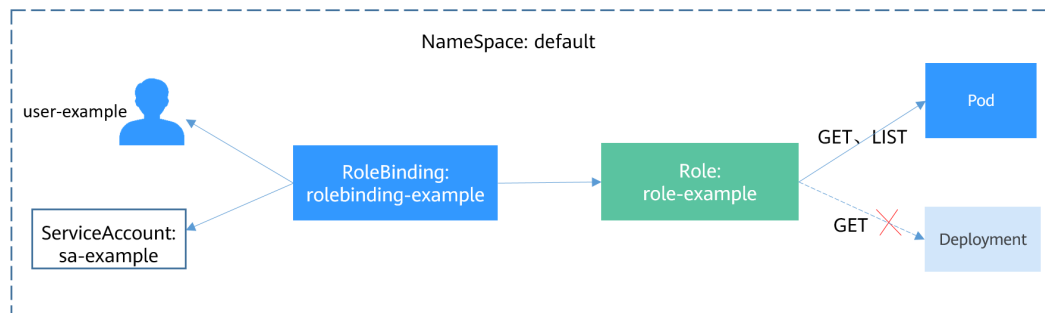 NameSpace: default
user-example
Pod
GET、LIST
RoleBinding:
rolebinding-example
Role:
role-example
ServiceAccount:
sa-example
GET
Deployment